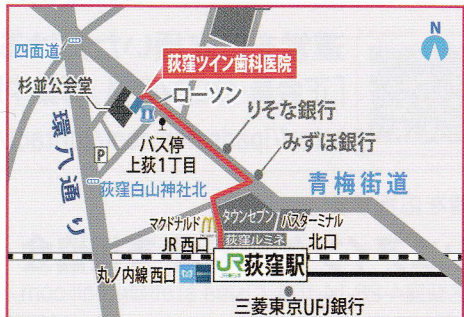 N
四面道
荻窪ツイン歯科医院
杉並公会堂
ローソン
りそな銀行
バス停
上荻1丁目
みずほ銀行
P
環八通り
荻窪白山神社北
青梅街道
タウンセブン
マクドナルド
バスターミナル
JR 西口
荻窪ルミネ
北口
丸ノ内線 西口
JR 荻窪駅
三菱東京UFJ銀行